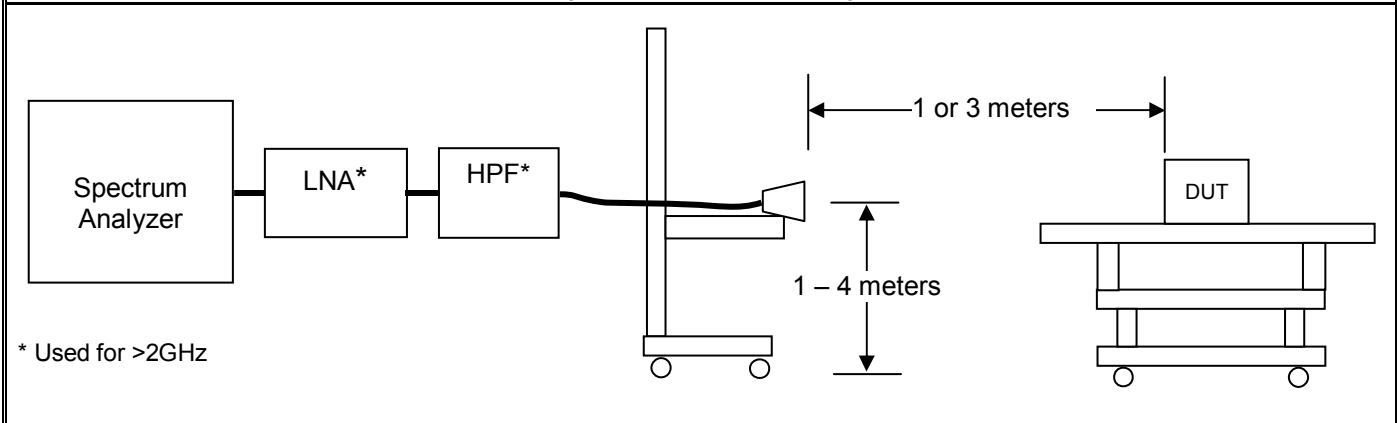 Spectrum
Analyzer
LNA*
HPF*
1 or 3 meters
DUT
1 – 4 meters
* Used for >2GHz